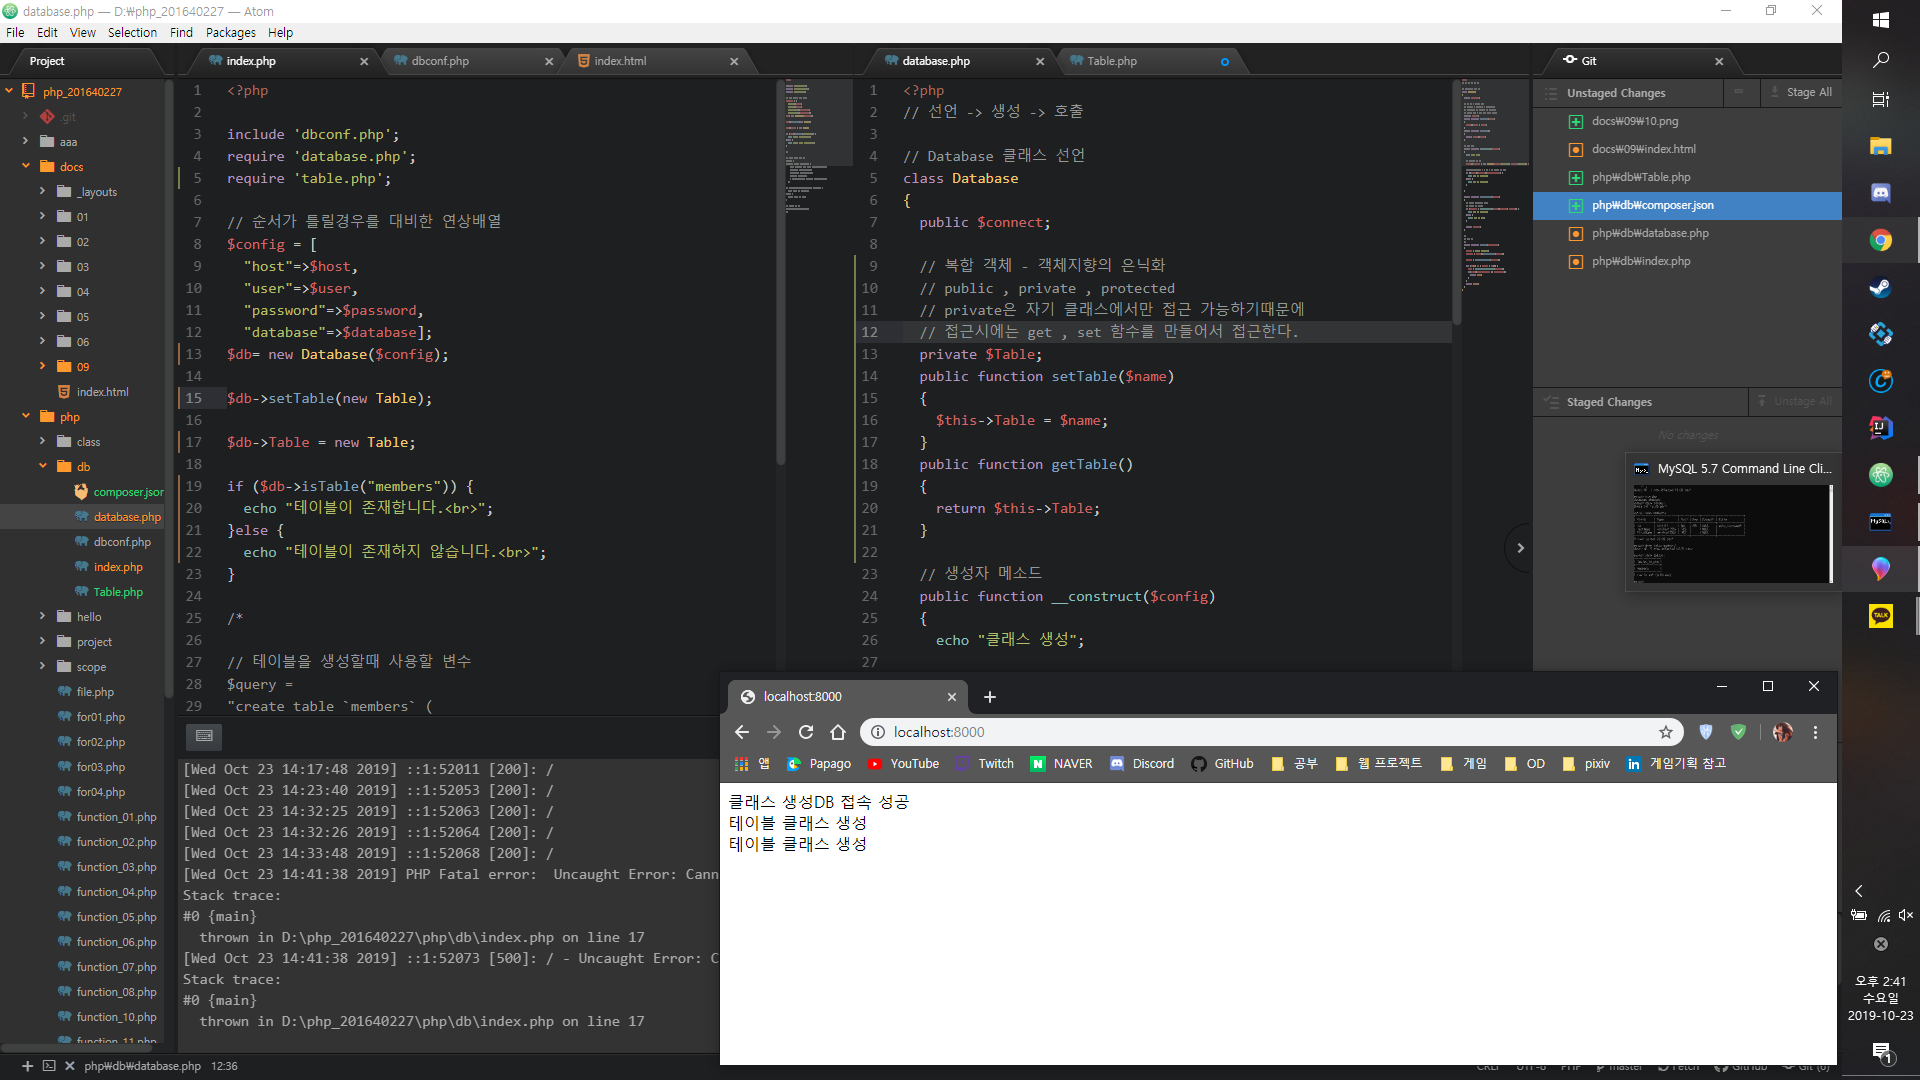 database.php — D:₩php_201640227 — Atom
File Edit View Selection Find Packages Help
Project
php_201640227
.git
aaa
docs
_layouts
01
02
03
04
05
06
09
index.html
php
class
db
composer.json
database.php
dbconf.php
index.php
Table.php
hello
project
scope
file.php
for01.php
for02.php
for03.php
for04.php
function_01.php
function_02.php
function_03.php
function_04.php
function_05.php
function_06.php
function_07.php
function_08.php
function_10.php
function_11.php
index.php dbconf.php index.html
1 <?php
2
3 include 'dbconf.php';
4 require 'database.php';
5 require 'table.php';
6
7 // 순서가 틀릴경우를 대비한 연상배열
8 $config = [
9 "host"=>$host,
10 "user"=>$user,
11 "password"=>$password,
12 "database"=>$database];
13 $db= new Database($config);
14
15 $db->setTable(new Table);
16
17 $db->Table = new Table;
18
19 if ($db->isTable("members")) {
20 echo "테이블이 존재합니다.<br>";
21 }else {
22 echo "테이블이 존재하지 않습니다.<br>";
23 }
24
25 /*
26
27 // 테이블을 생성할때 사용할 변수
28 $query =
29 "create table `members` (
database.php Table.php
1 <?php
2 // 선언 -> 생성 -> 호출
3
4 // Database 클래스 선언
5 class Database
6 {
7 public $connect;
8
9 // 복합 객체 - 객체지향의 은닉화
10 // public , private , protected
11 // private은 자기 클래스에서만 접근 가능하기때문에
12 // 접근시에는 get , set 함수를 만들어서 접근한다.
13 private $Table;
14 public function setTable($name)
15 {
16 $this->Table = $name;
17 }
18 public function getTable()
19 {
20 return $this->Table;
21 }
22
23 // 생성자 메소드
24 public function __construct($config)
25 {
26 echo "클래스 생성";
27
Git
Unstaged Changes Stage All
docs₩09₩10.png
docs₩09₩index.html
php₩db₩Table.php
php₩db₩composer.json
php₩db₩database.php
php₩db₩index.php
Staged Changes Unstage All
No changes
MySQL 5.7 Command Line Cli...
[Wed Oct 23 14:17:48 2019] ::1:52011 [200]: /
[Wed Oct 23 14:23:40 2019] ::1:52053 [200]: /
[Wed Oct 23 14:32:25 2019] ::1:52063 [200]: /
[Wed Oct 23 14:32:26 2019] ::1:52064 [200]: /
[Wed Oct 23 14:33:48 2019] ::1:52068 [200]: /
[Wed Oct 23 14:41:38 2019] PHP Fatal error: Uncaught Error: Cann
Stack trace:
#0 {main}
thrown in D:\php_201640227\php\db\index.php on line 17
[Wed Oct 23 14:41:38 2019] ::1:52073 [500]: / - Uncaught Error: C
Stack trace:
#0 {main}
thrown in D:\php_201640227\php\db\index.php on line 17
localhost:8000
localhost:8000
앱 Papago YouTube Twitch NAVER Discord GitHub 공부 웹 프로젝트 게임 OD pixiv 게임기획 참고
클래스 생성DB 접속 성공
테이블 클래스 생성
테이블 클래스 생성
php₩db₩database.php 12:36
CRLF UTF-8 PHP master Fetch GitHub Git (6)
TALK
오후 2:41
수요일
2019-10-23
1